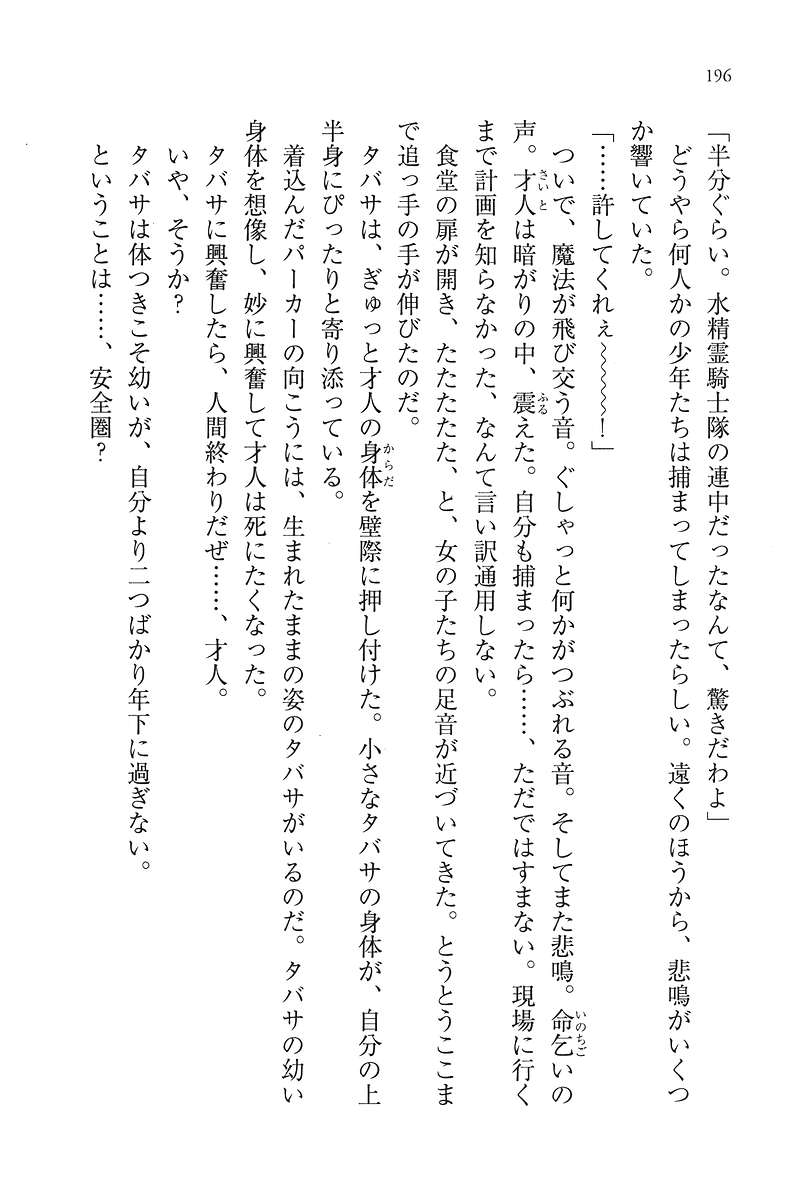 196
「半分ぐらい。水精霊騎士隊の連中だったなんて、驚きだわよ」
どうやら何人かの少年たちは捕まってしまったらしい。遠くのほうから、悲鳴がいくつ
か響いていた。
「……許してくれぇ〜〜〜〜！」
ついで、魔法が飛び交う音。ぐしゃっと何かがつぶれる音。そしてまた悲鳴。命乞いの
声。才人は暗がりの中、震えた。自分も捕まったら……、ただではすまない。現場に行く
まで計画を知らなかった、なんて言い訳通用しない。
食堂の扉が開き、たたたたた、と、女の子たちの足音が近づいてきた。とうとうここま
で追っ手の手が伸びたのだ。
タバサは、ぎゅっと才人の身体を壁際に押し付けた。小さなタバサの身体が、自分の上
半身にぴったりと寄り添っている。
着込んだパーカーの向こうには、生まれたままの姿のタバサがいるのだ。タバサの幼い
身体を想像し、妙に興奮して才人は死にたくなった。
タバサに興奮したら、人間終わりだぜ……、才人。
いや、そうか？
タバサは体つきこそ幼いが、自分より二つばかり年下に過ぎない。
ということは……、安全圏？